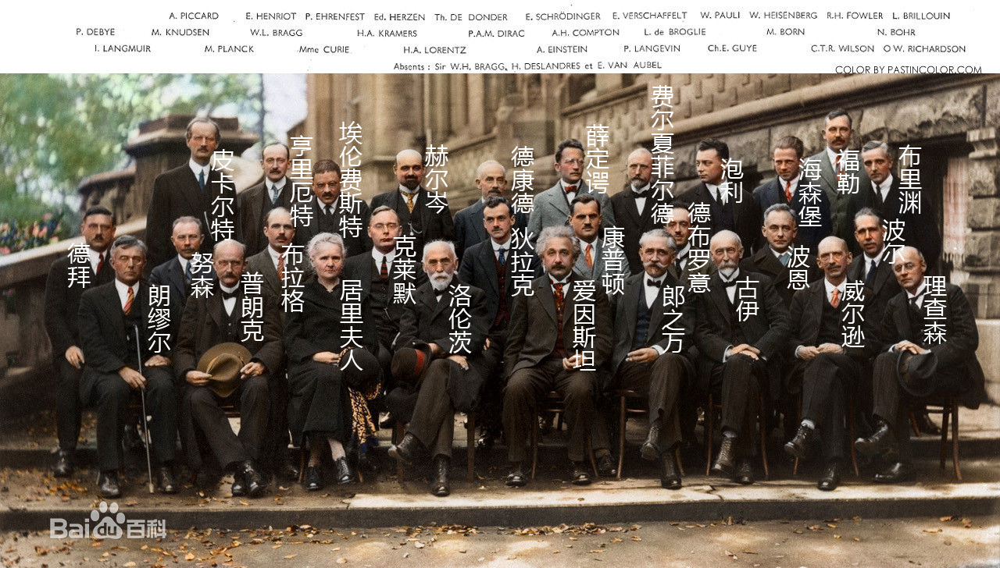 A. PICCARD E. HENRIOT P. EHRENFEST Ed. HERZEN Th. DE DONDER E. SCHRÖDINGER E. VERSCHAFFELT W. PAULI W. HEISENBERG R.H. FOWLER L. BRILLOUIN
P. DEBYE M. KNUDSEN W.L. BRAGG H.A. KRAMERS P.A.M. DIRAC A.H. COMPTON L. de BROGLIE M. BORN N. BOHR
I. LANGMUIR M. PLANCK Mme CURIE H.A. LORENTZ A. EINSTEIN P. LANGEVIN Ch.E. GUYE C.T.R. WILSON O.W. RICHARDSON
Absents : Sir W.H. BRAGG, H. DESLANDRES et E. VAN AUBEL
COLOR BY PASTINCOLOR.COM
皮卡尔特
亨里厄特
埃伦费斯特
赫尔岑
德康德
薛定谔
费尔夏菲尔德
泡利
海森堡
福勒
布里渊
德拜
努森
布拉格
克莱默
狄拉克
康普顿
德布罗意
波恩
波尔
朗缪尔
普朗克
居里夫人
洛伦茨
爱因斯坦
郎之万
古伊
威尔逊
理查森
Bai du 百科